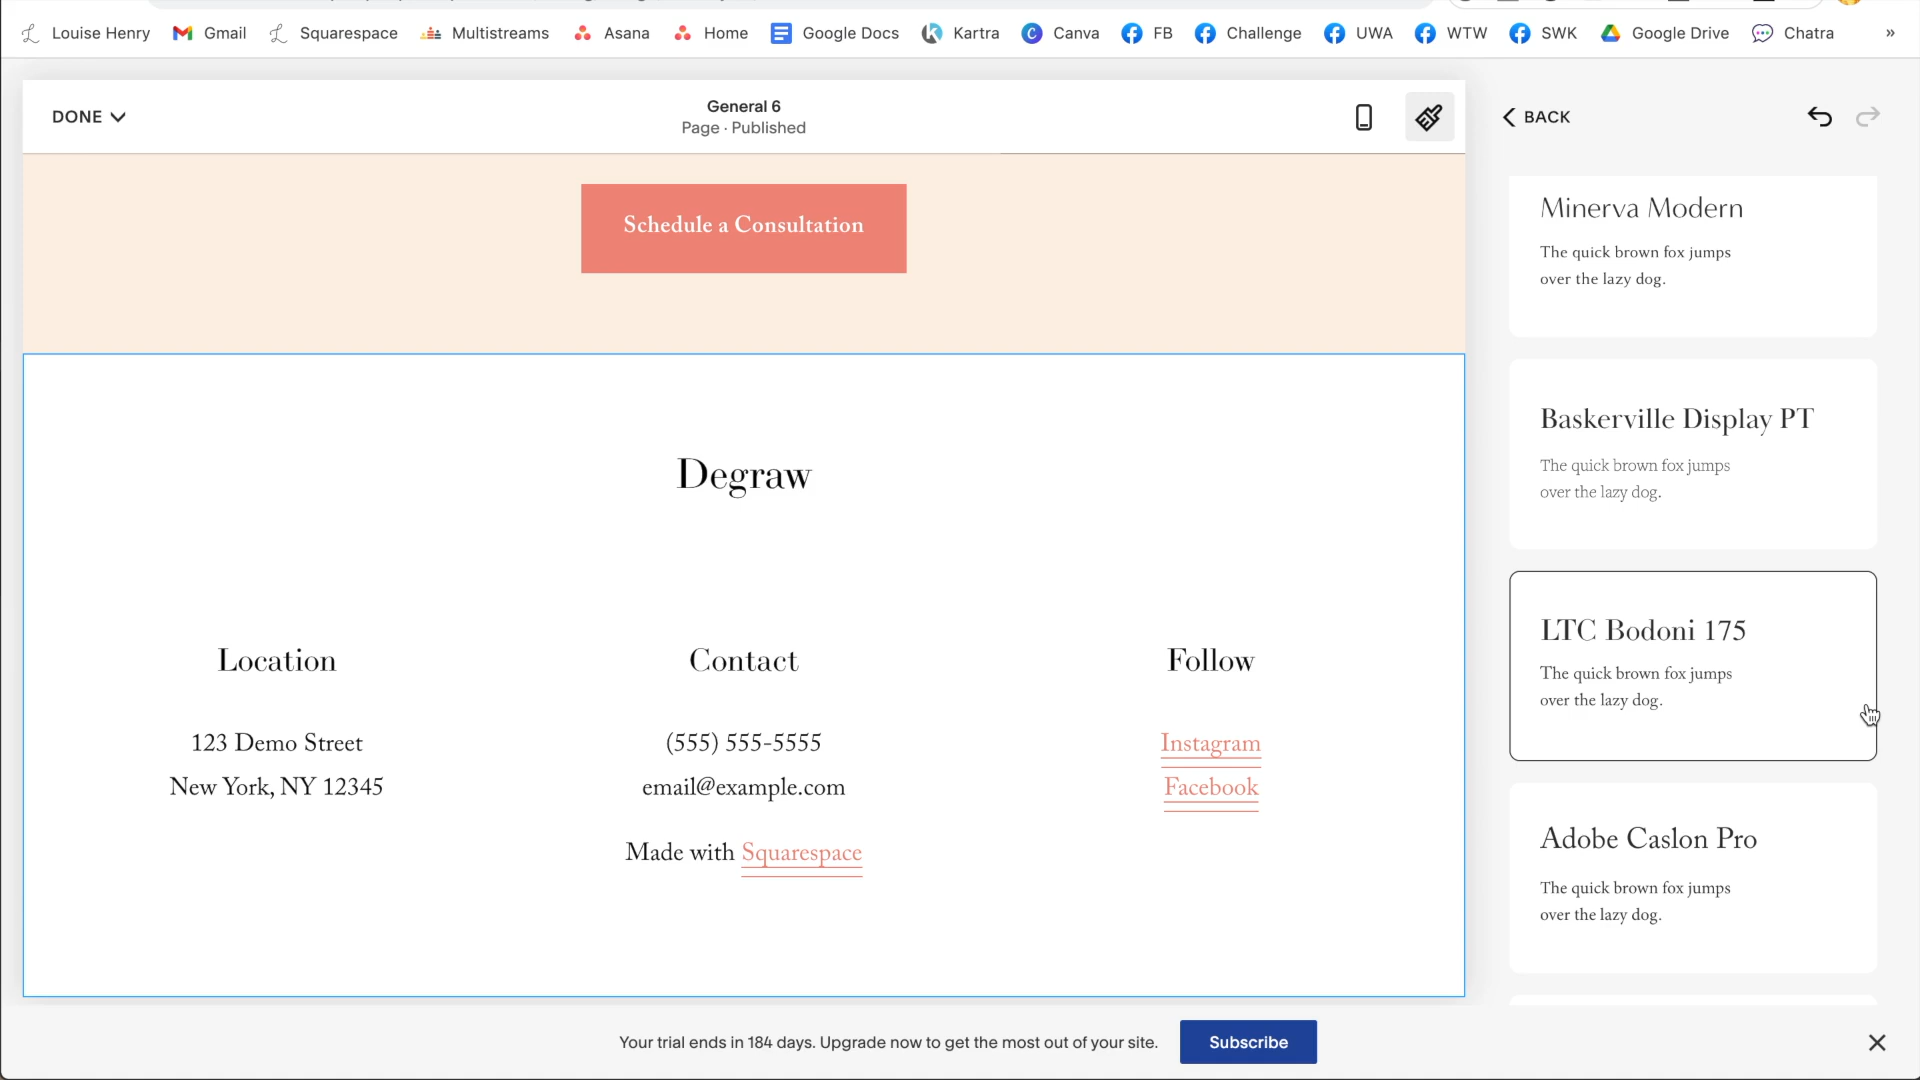 Louise Henry Gmail Squarespace Multistreams Asana Home Google Docs Kartra Canva FB Challenge UWA WTW SWK Google Drive Chatra »
DONE
General 6
Page · Published
BACK
Schedule a Consultation
Degraw
Location
123 Demo Street
New York, NY 12345
Contact
(555) 555-5555
email@example.com
Made with Squarespace
Follow
Instagram
Facebook
Minerva Modern
The quick brown fox jumps
over the lazy dog.
Baskerville Display PT
The quick brown fox jumps
over the lazy dog.
LTC Bodoni 175
The quick brown fox jumps
over the lazy dog.
Adobe Caslon Pro
The quick brown fox jumps
over the lazy dog.
Your trial ends in 184 days. Upgrade now to get the most out of your site. Subscribe